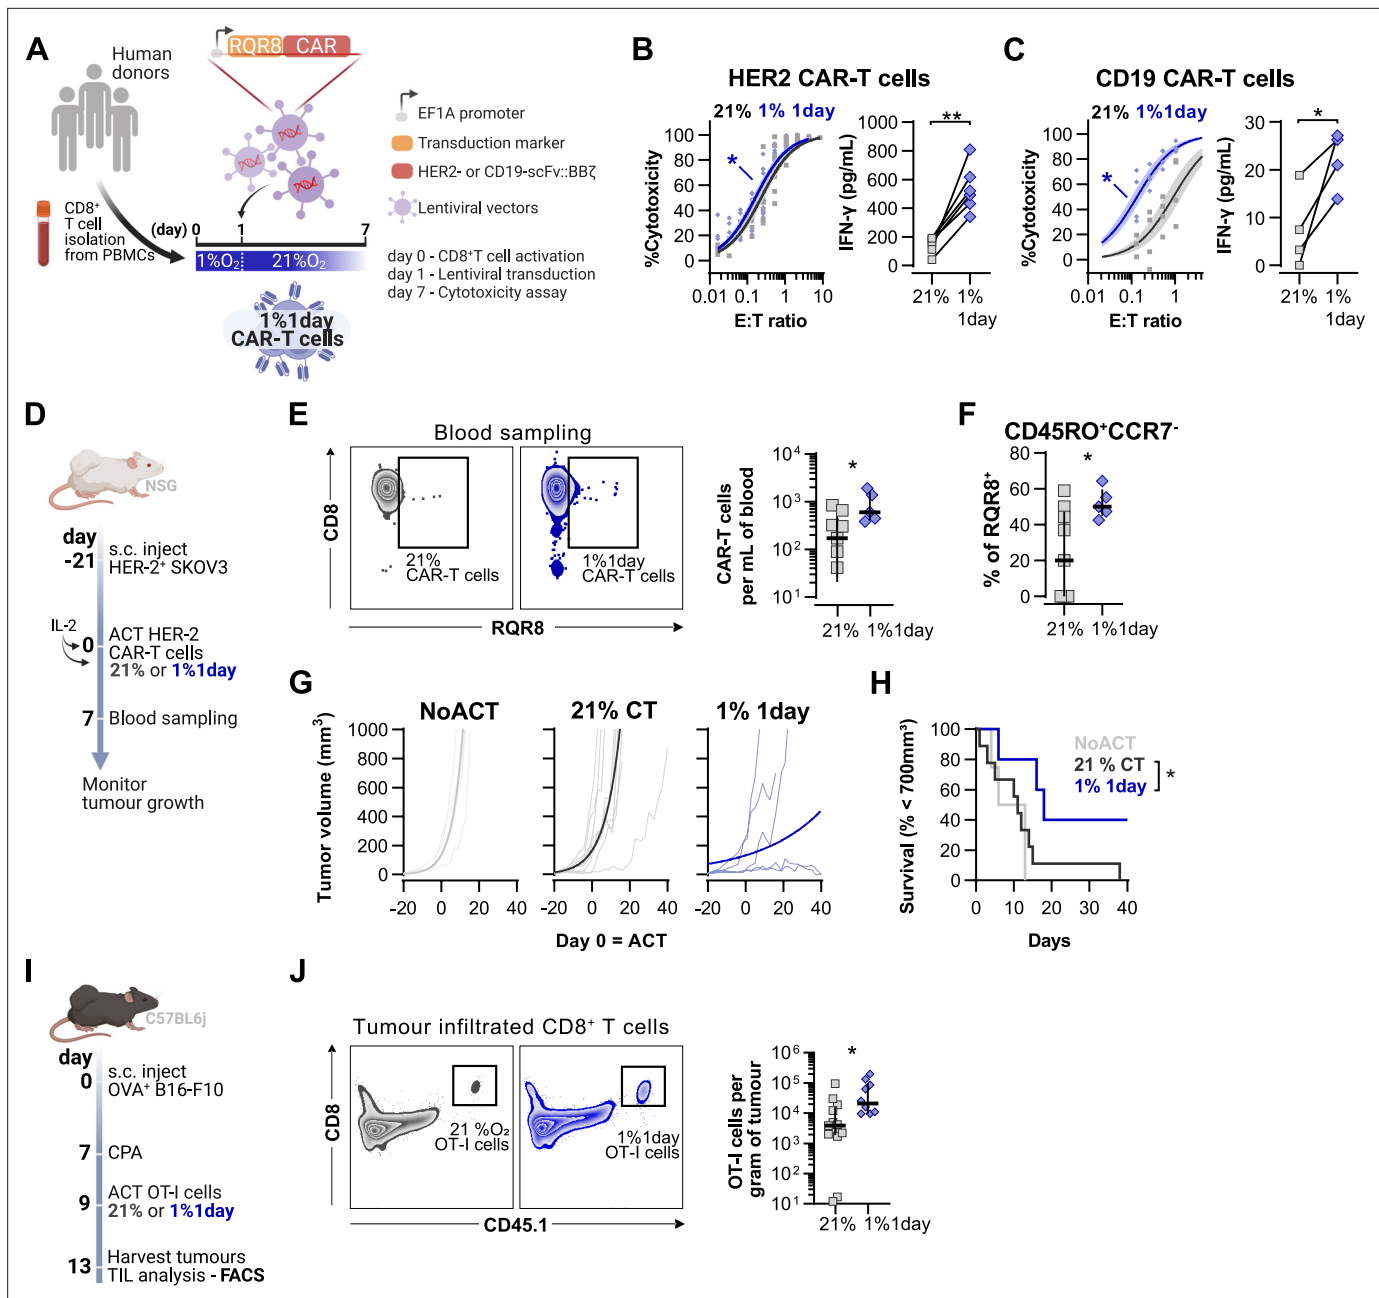 A
Human
donors
RQR8
CAR
EF1A promoter
Transduction marker
HER2- or CD19-scFv::BBζ
Lentiviral vectors
CD8⁺
T cell
isolation
from PBMCs
(day)
0
1
7
1%O₂
21%O₂
day 0 - CD8⁺T cell activation
day 1 - Lentiviral transduction
day 7 - Cytotoxicity assay
1%1day
CAR-T cells
B
HER2 CAR-T cells
21% 1% 1day
%Cytotoxicity
100
80
60
40
20
0
*
0.01
0.1
1
10
E:T ratio
IFN-γ (pg/mL)
1000
800
600
400
200
0
**
21%
1%
1day
C
CD19 CAR-T cells
21% 1%1day
%Cytotoxicity
100
80
60
40
20
0
*
0.01
0.1
1
E:T ratio
IFN-γ (pg/mL)
30
20
10
0
*
21%
1%
1day
D
NSG
day
-21
s.c. inject
HER-2⁺ SKOV3
IL-2
0
ACT HER-2
CAR-T cells
21% or 1%1day
7
Blood sampling
Monitor
tumour growth
E
Blood sampling
CD8
21%
CAR-T cells
1%1day
CAR-T cells
RQR8
CAR-T cells
per mL of blood
10⁴
10³
10²
10¹
*
21% 1%1day
F
CD45RO⁺CCR7⁻
% of RQR8⁺
80
60
40
20
0
*
21% 1%1day
G
NoACT
21% CT
1% 1day
Tumor volume (mm³)
1000
800
600
400
200
0
-20 0 20 40
-20 0 20 40
-20 0 20 40
Day 0 = ACT
H
Survival (% < 700mm³)
100
80
60
40
20
0
NoACT
21 % CT
1% 1day
*
0 10 20 30 40
Days
I
C57BL6j
day
0
s.c. inject
OVA⁺ B16-F10
7
CPA
9
ACT OT-I cells
21% or 1%1day
13
Harvest tumours
TIL analysis - FACS
J
Tumour infiltrated CD8⁺ T cells
CD8
21 %O₂
OT-I cells
1%1day
OT-I cells
CD45.1
OT-I cells per
gram of tumour
10⁶
10⁵
10⁴
10³
10²
10¹
*
21% 1%1day